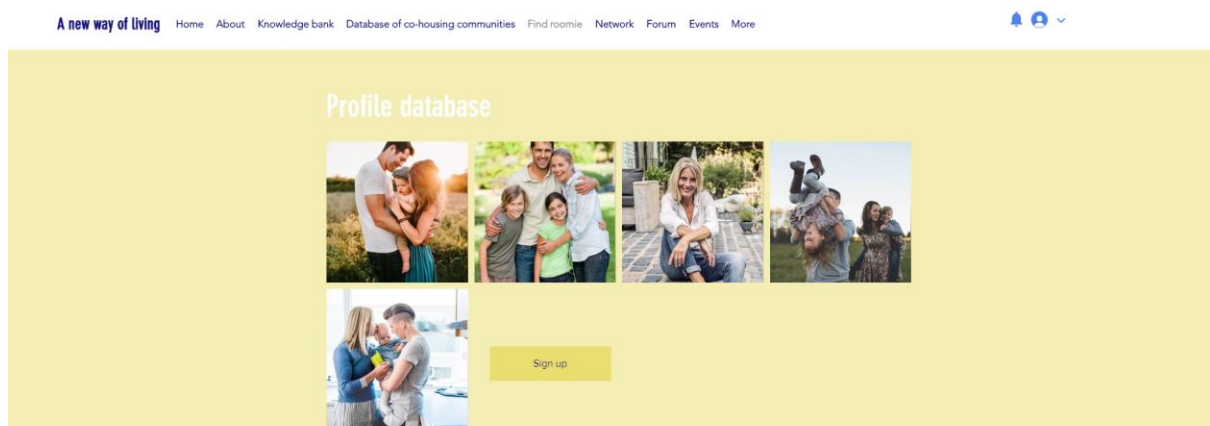 A new way of living Home About Knowledge bank Database of co-housing communities Find roomie Network Forum Events More
Profile database
Sign up